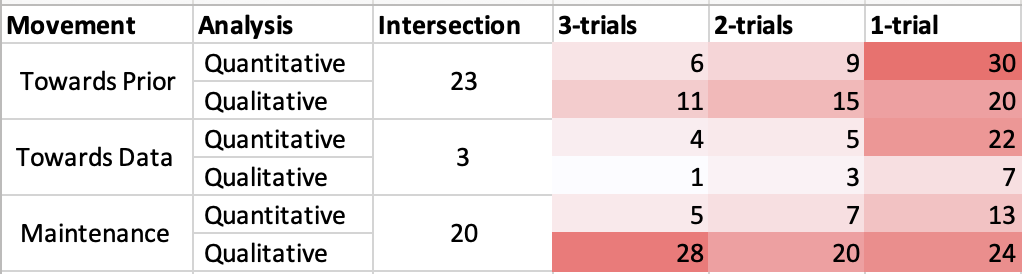 Movement Analysis Intersection 3-trials 2-trials 1-trial
Towards Prior Quantitative 23 6 9 30
Qualitative 11 15 20
Towards Data Quantitative 3 4 5 22
Qualitative 1 3 7
Maintenance Quantitative 20 5 7 13
Qualitative 28 20 24